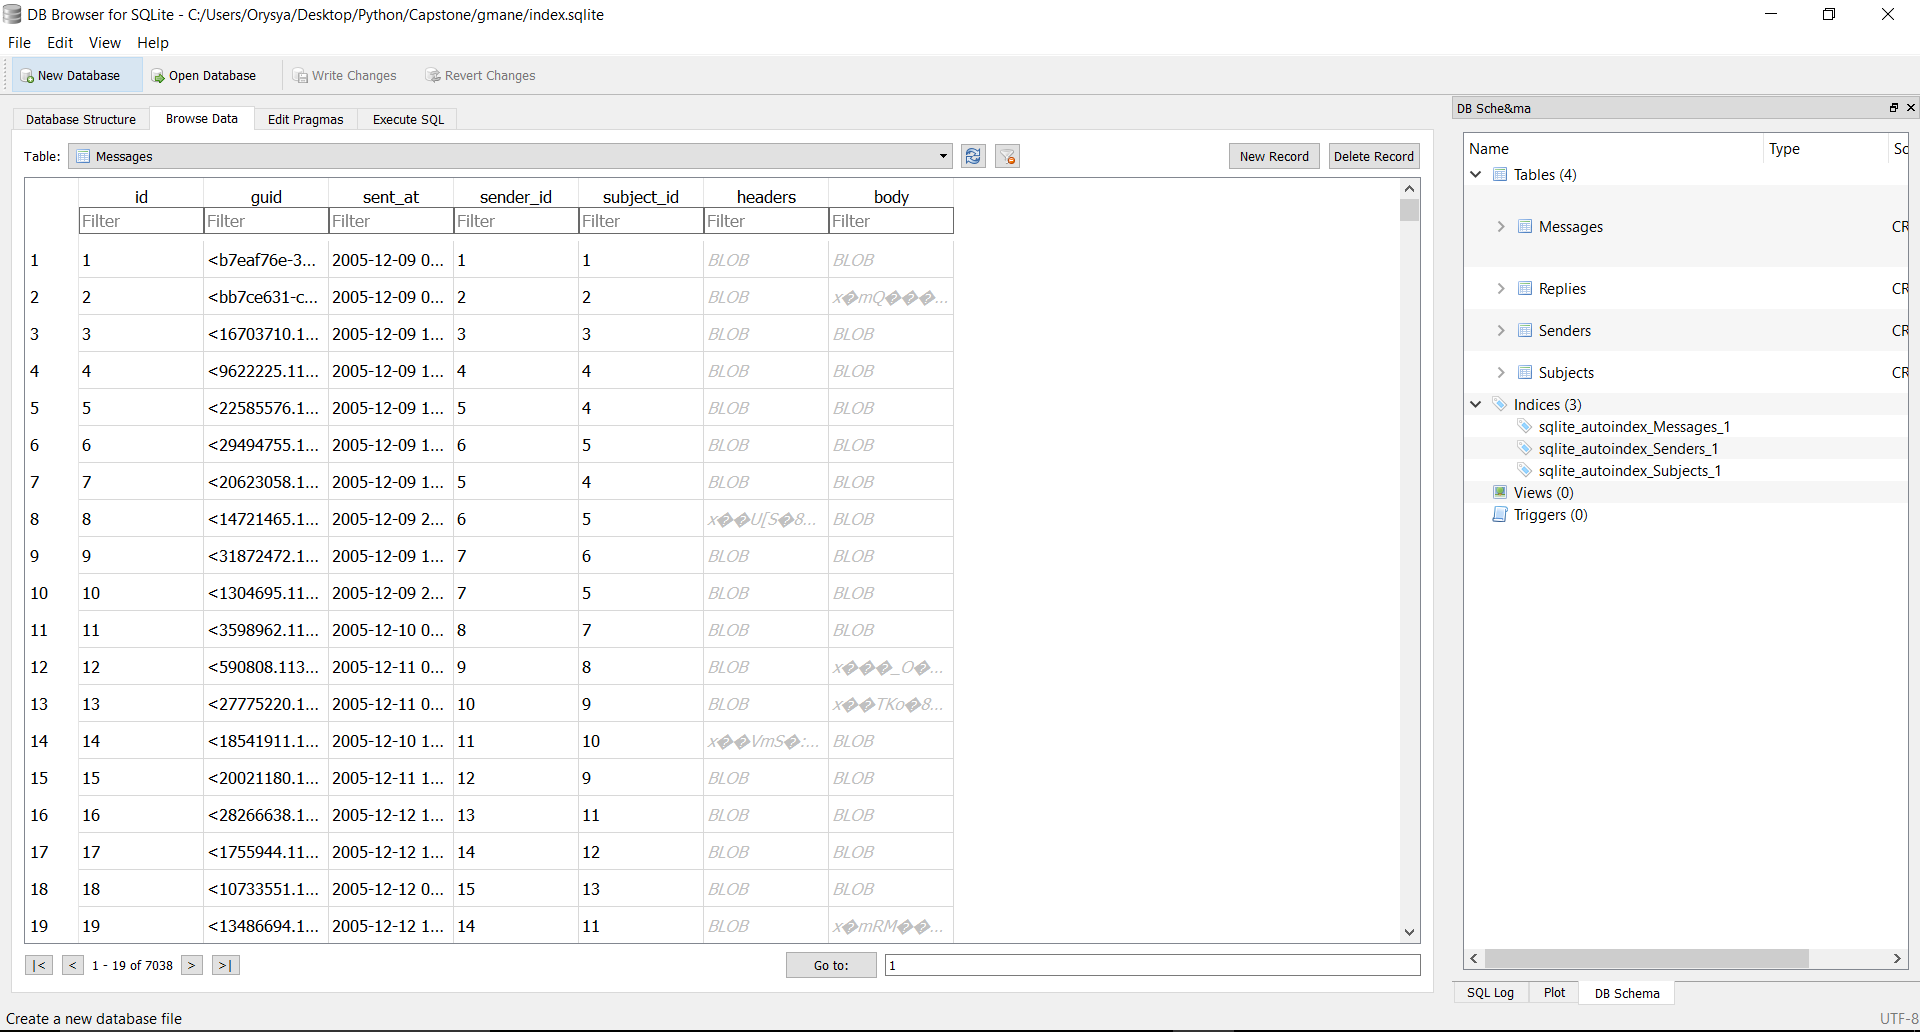 DB Browser for SQLite - C:/Users/Orysya/Desktop/Python/Capstone/gmane/index.sqlite
File Edit View Help
New Database Open Database Write Changes Revert Changes
Database Structure Browse Data Edit Pragmas Execute SQL
Table: Messages New Record Delete Record
id guid sent_at sender_id subject_id headers body
Filter Filter Filter Filter Filter Filter Filter
1 1 <b7eaf76e-3... 2005-12-09 0... 1 1 BLOB BLOB
2 2 <bb7ce631-c... 2005-12-09 0... 2 2 BLOB x�mQ���...
3 3 <16703710.1... 2005-12-09 1... 3 3 BLOB BLOB
4 4 <9622225.11... 2005-12-09 1... 4 4 BLOB BLOB
5 5 <22585576.1... 2005-12-09 1... 5 4 BLOB BLOB
6 6 <29494755.1... 2005-12-09 1... 6 5 BLOB BLOB
7 7 <20623058.1... 2005-12-09 1... 5 4 BLOB BLOB
8 8 <14721465.1... 2005-12-09 2... 6 5 x��U[S�8... BLOB
9 9 <31872472.1... 2005-12-09 1... 7 6 BLOB BLOB
10 10 <1304695.11... 2005-12-09 2... 7 5 BLOB BLOB
11 11 <3598962.11... 2005-12-10 0... 8 7 BLOB BLOB
12 12 <590808.113... 2005-12-11 0... 9 8 BLOB x���_O�...
13 13 <27775220.1... 2005-12-11 0... 10 9 BLOB x��TKo�8...
14 14 <18541911.1... 2005-12-10 1... 11 10 x��VmS�:... BLOB
15 15 <20021180.1... 2005-12-11 1... 12 9 BLOB BLOB
16 16 <28266638.1... 2005-12-12 1... 13 11 BLOB BLOB
17 17 <1755944.11... 2005-12-12 1... 14 12 BLOB BLOB
18 18 <10733551.1... 2005-12-12 0... 15 13 BLOB BLOB
19 19 <13486694.1... 2005-12-12 1... 14 11 BLOB x�mRM��...
|< < 1 - 19 of 7038 > >| Go to: 1
DB Sche&ma
Name Type Sc
Tables (4)
Messages CR
Replies CR
Senders CR
Subjects CR
Indices (3)
sqlite_autoindex_Messages_1
sqlite_autoindex_Senders_1
sqlite_autoindex_Subjects_1
Views (0)
Triggers (0)
SQL Log Plot DB Schema
Create a new database file UTF-8